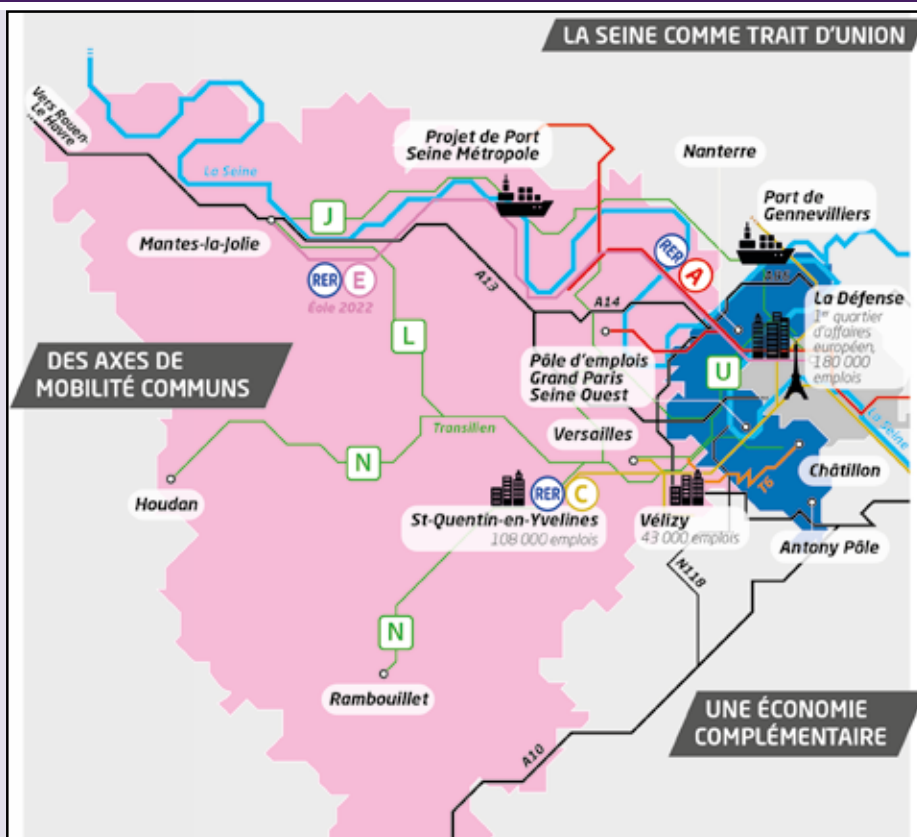 LA SEINE COMME TRAIT D'UNION
Vers Rouen-
Le Havre
La Seine
Projet de Port
Seine Métropole
Nanterre
Port de
Gennevilliers
J
Mantes-la-Jolie
RER E
Éole 2022
A13
RER A
A14
A86
La Défense
1er quartier
d'affaires
européen,
180 000
emplois
L
DES AXES DE
MOBILITÉ COMMUNS
Pôle d'emplois
Grand Paris
Seine Ouest
U
La Seine
Transilien
Versailles
N
T6
Châtillon
Houdan
RER C
St-Quentin-en-Yvelines
108 000 emplois
Vélizy
43 000 emplois
Antony Pôle
N118
N
Rambouillet
UNE ÉCONOMIE
COMPLÉMENTAIRE
A10